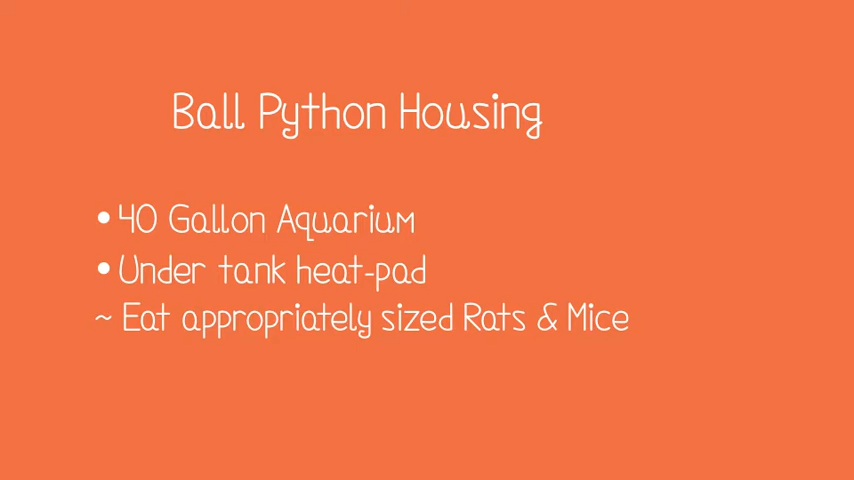 Ball Python Housing
• 40 Gallon Aquarium
• Under tank heat-pad
~ Eat appropriately sized Rats & Mice